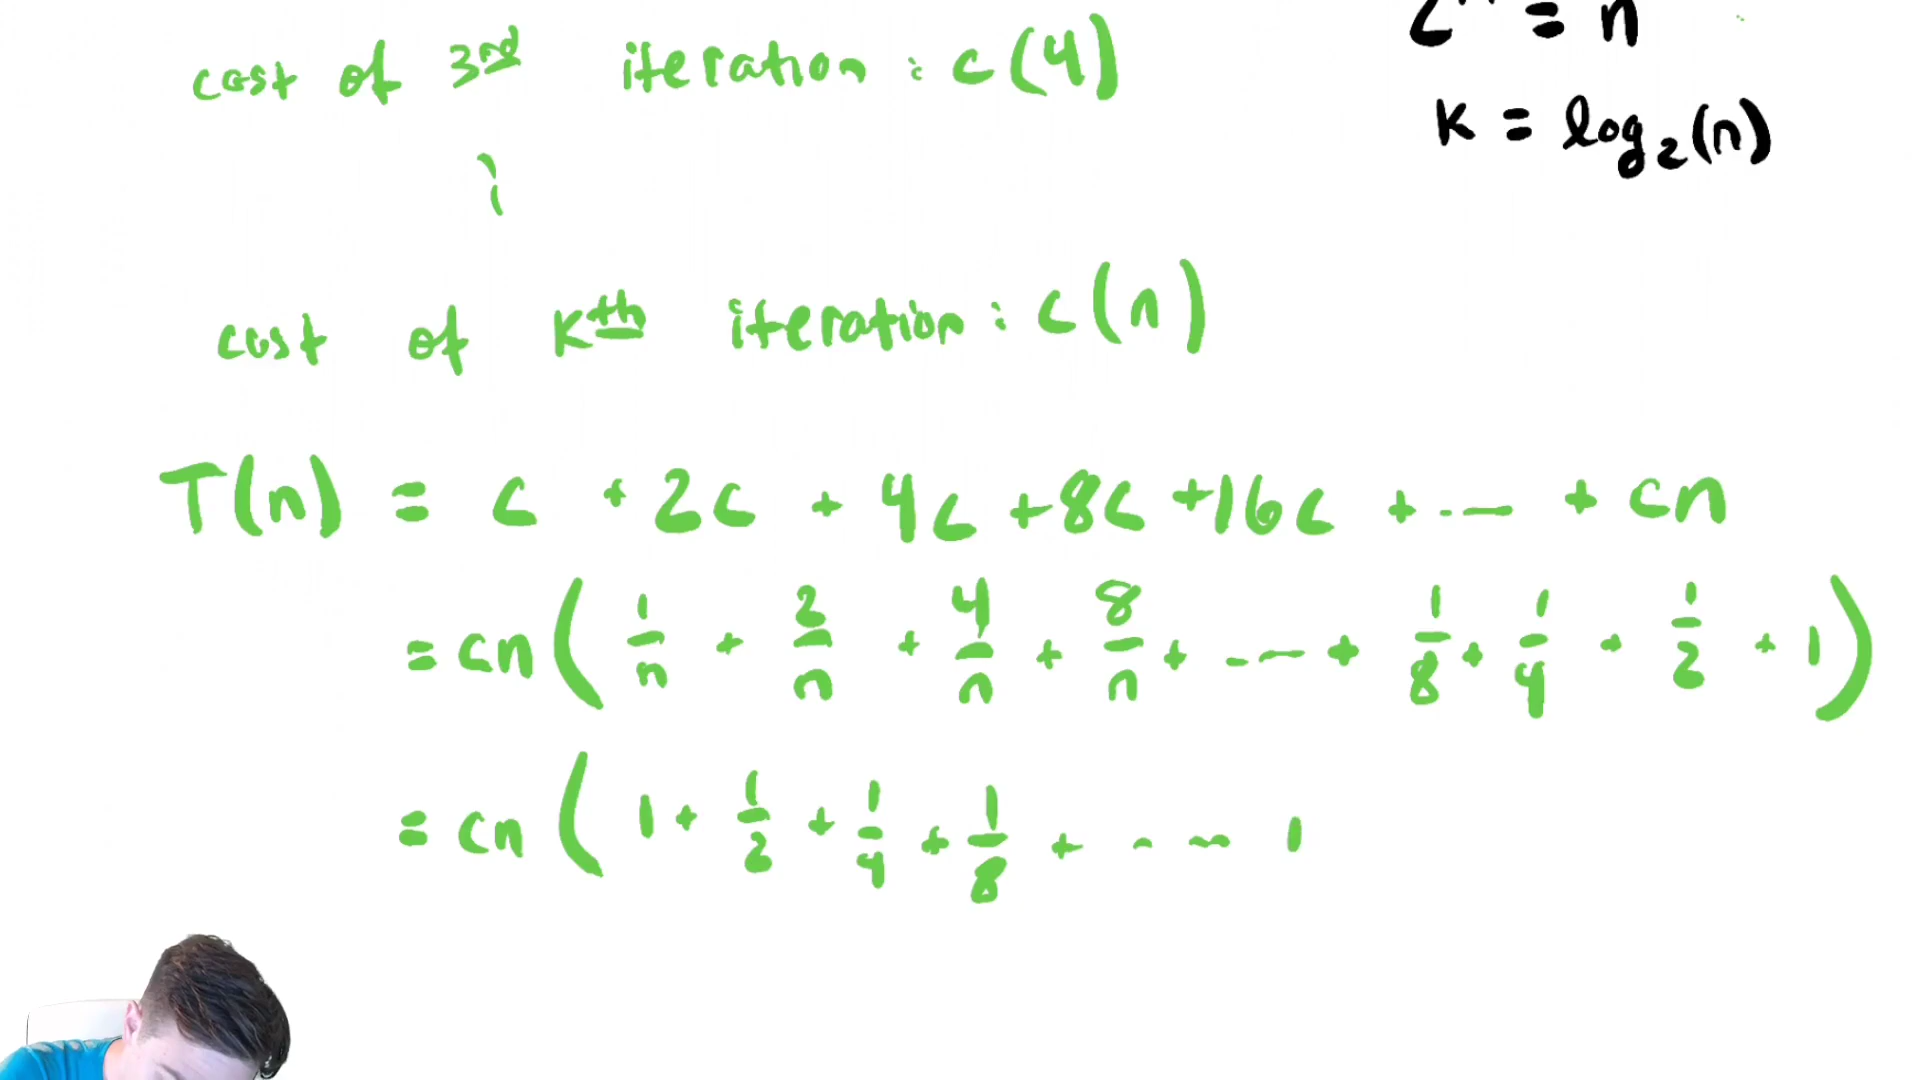 cost of 3rd iteration : c(4)
= n
k = log₂(n)
cost of kth iteration : c(n)
T(n) = c + 2c + 4c + 8c + 16c + ... + cn
= cn( 1/n + 2/n + 4/n + 8/n + ... + 1/8 + 1/4 + 1/2 + 1 )
= cn( 1 + 1/2 + 1/4 + 1/8 + ... 1